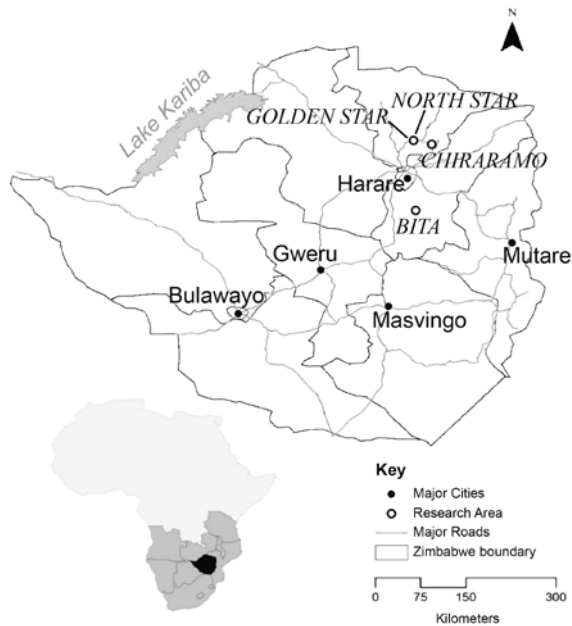 N
Lake Kariba
NORTH STAR
GOLDEN STAR
CHIRARAMO
Harare
BITA
Gweru
Mutare
Bulawayo
Masvingo
Key
Major Cities
Research Area
Major Roads
Zimbabwe boundary
0 75 150 300
Kilometers